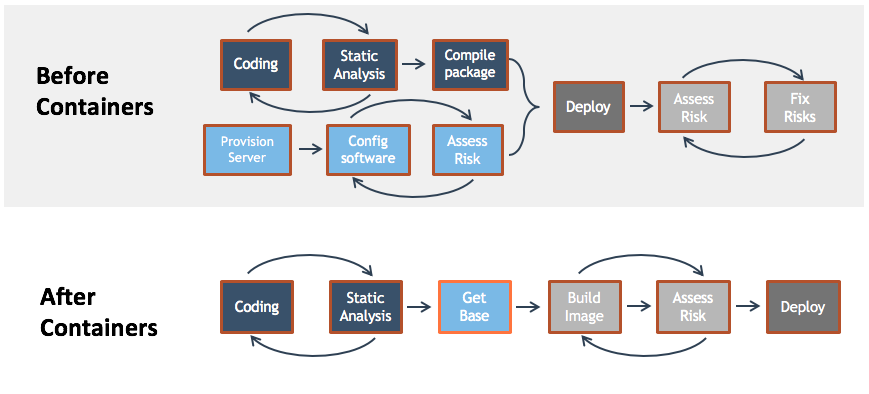 Before
Containers
Coding
Static
Analysis
Compile
package
Provision
Server
Config
software
Assess
Risk
Deploy
Assess
Risk
Fix
Risks
After
Containers
Coding
Static
Analysis
Get
Base
Build
Image
Assess
Risk
Deploy